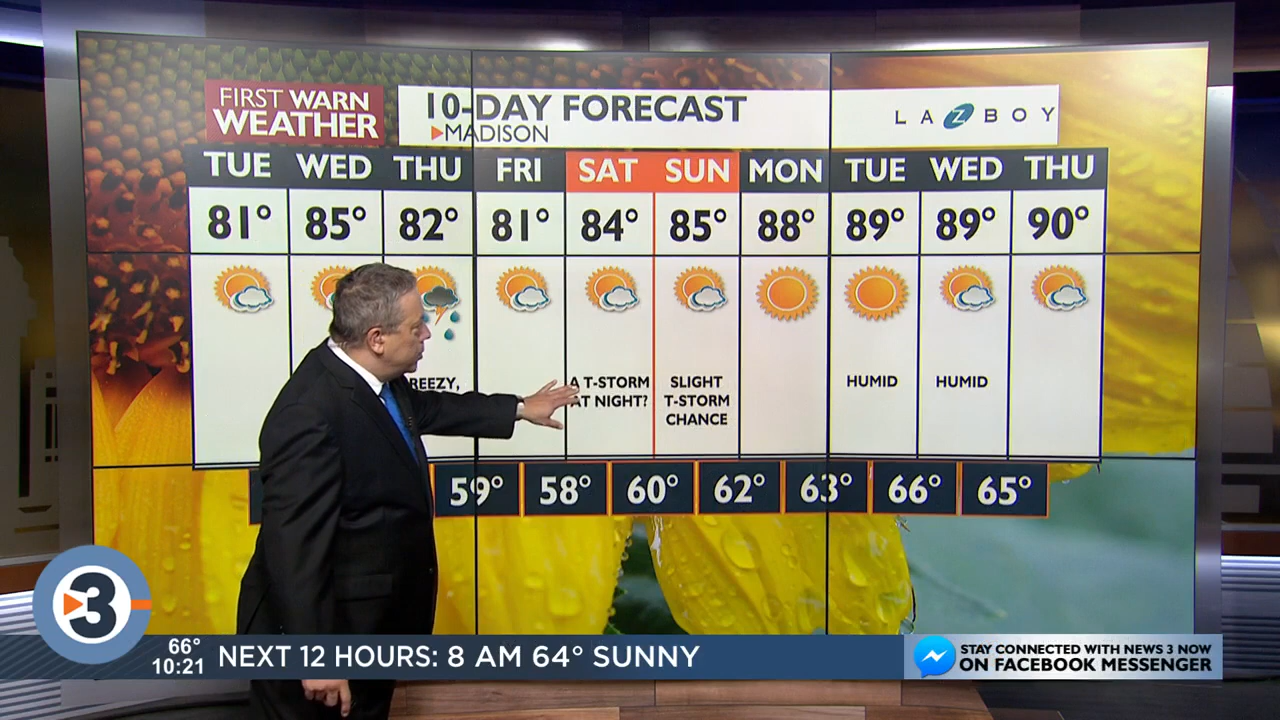 FIRST WARN
WEATHER
10-DAY FORECAST
MADISON
LA Z BOY
TUE WED THU FRI SAT SUN MON TUE WED THU
81° 85° 82° 81° 84° 85° 88° 89° 89° 90°
A T-STORM
AT NIGHT?
SLIGHT
T-STORM
CHANCE
HUMID
HUMID
59° 58° 60° 62° 63° 66° 65°
3
66°
10:21
NEXT 12 HOURS: 8 AM 64° SUNNY
STAY CONNECTED WITH NEWS 3 NOW
ON FACEBOOK MESSENGER